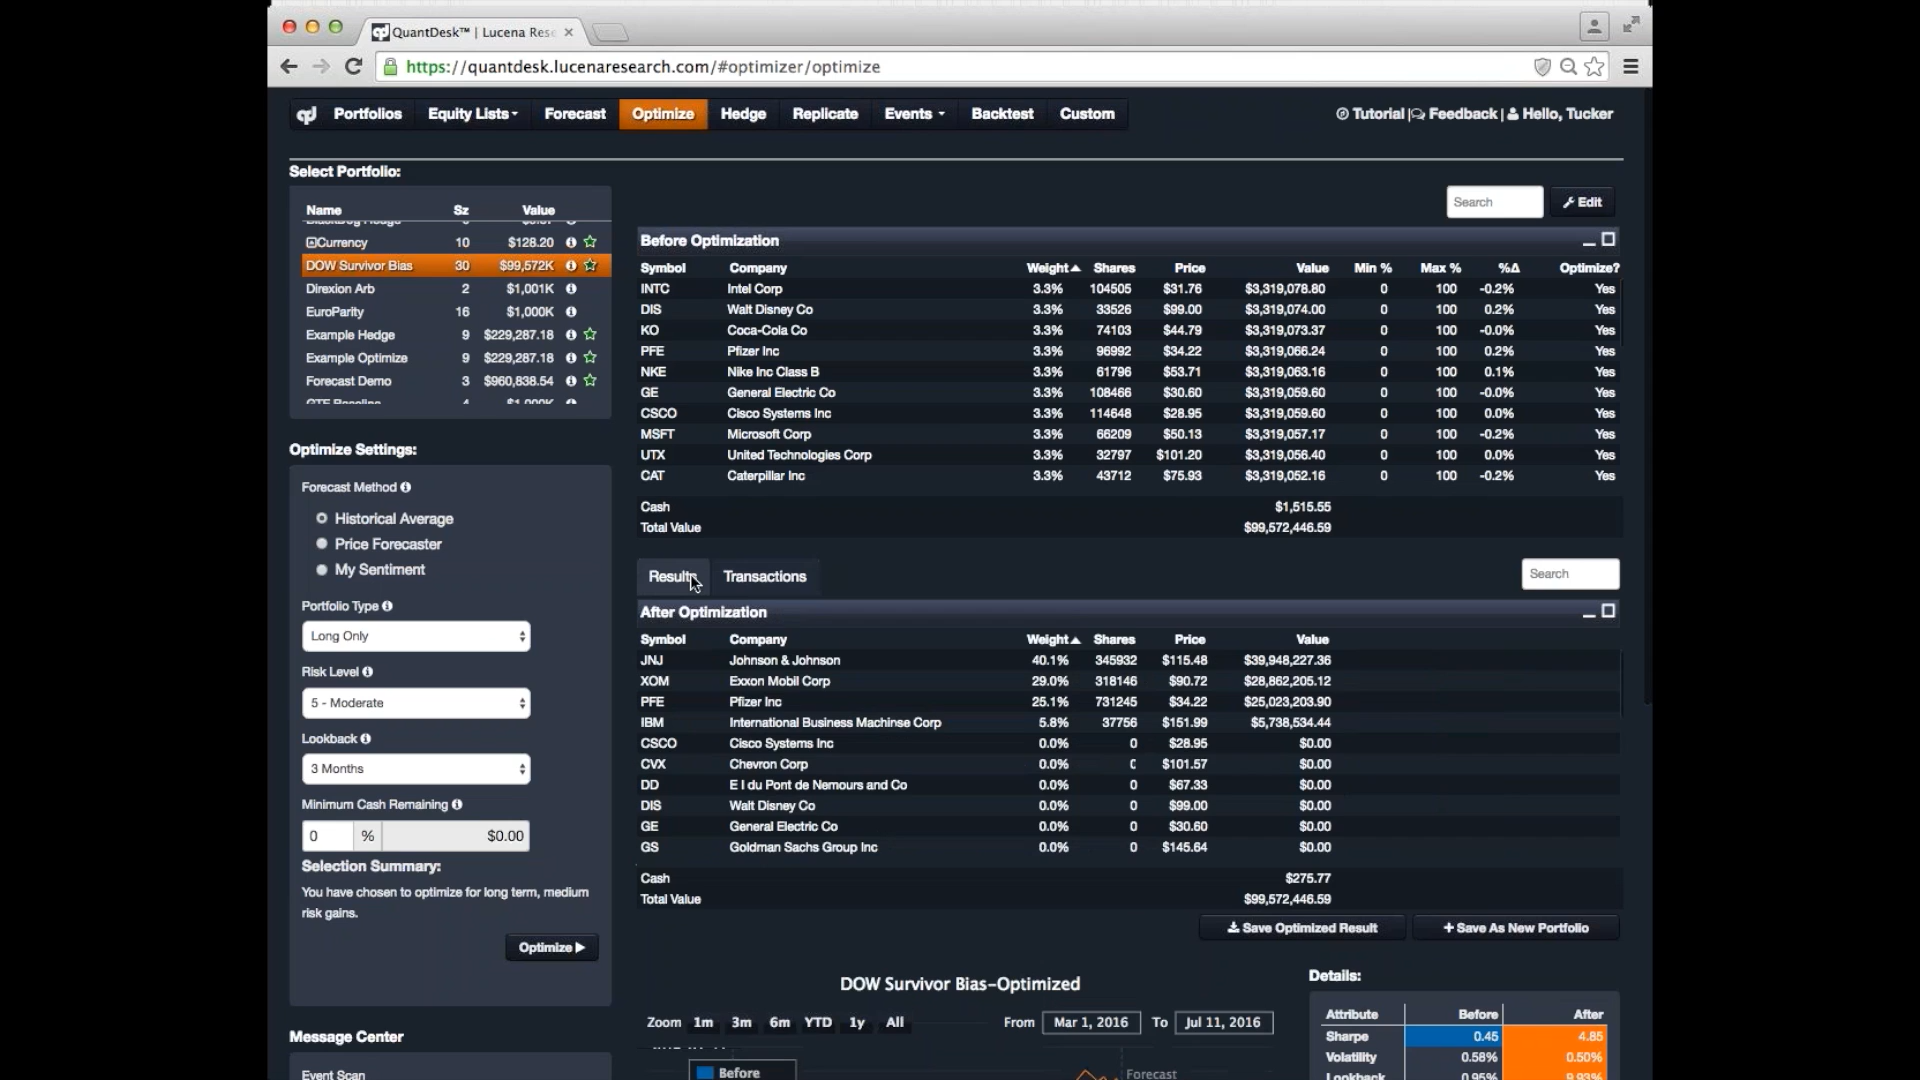 QuantDesk™ | Lucena Rese
https://quantdesk.lucenaresearch.com/#optimizer/optimize
Portfolios Equity Lists Forecast Optimize Hedge Replicate Events Backtest Custom
Tutorial | Feedback | Hello, Tucker
Select Portfolio:
Name Sz Value
Currency 10 $128.20
DOW Survivor Bias 30 $99,572K
Direxion Arb 2 $1,001K
EuroParity 16 $1,000K
Example Hedge 9 $229,287.18
Example Optimize 9 $229,287.18
Forecast Demo 3 $960,838.54
Optimize Settings:
Forecast Method
Historical Average
Price Forecaster
My Sentiment
Portfolio Type
Long Only
Risk Level
5 - Moderate
Lookback
3 Months
Minimum Cash Remaining
0 % $0.00
Selection Summary:
You have chosen to optimize for long term, medium
risk gains.
Optimize
Message Center
Event Scan
Search Edit
Before Optimization
Symbol Company Weight Shares Price Value Min % Max % %Δ Optimize?
INTC Intel Corp 3.3% 104505 $31.76 $3,319,078.80 0 100 -0.2% Yes
DIS Walt Disney Co 3.3% 33526 $99.00 $3,319,074.00 0 100 0.2% Yes
KO Coca-Cola Co 3.3% 74103 $44.79 $3,319,073.37 0 100 -0.0% Yes
PFE Pfizer Inc 3.3% 96992 $34.22 $3,319,066.24 0 100 0.2% Yes
NKE Nike Inc Class B 3.3% 61796 $53.71 $3,319,063.16 0 100 0.1% Yes
GE General Electric Co 3.3% 108466 $30.60 $3,319,059.60 0 100 -0.0% Yes
CSCO Cisco Systems Inc 3.3% 114648 $28.95 $3,319,059.60 0 100 0.0% Yes
MSFT Microsoft Corp 3.3% 66209 $50.13 $3,319,057.17 0 100 -0.2% Yes
UTX United Technologies Corp 3.3% 32797 $101.20 $3,319,056.40 0 100 0.0% Yes
CAT Caterpillar Inc 3.3% 43712 $75.93 $3,319,052.16 0 100 -0.2% Yes
Cash $1,515.55
Total Value $99,572,446.59
Results Transactions Search
After Optimization
Symbol Company Weight Shares Price Value
JNJ Johnson & Johnson 40.1% 345932 $115.48 $39,948,227.36
XOM Exxon Mobil Corp 29.0% 318146 $90.72 $28,862,205.12
PFE Pfizer Inc 25.1% 731245 $34.22 $25,023,203.90
IBM International Business Machinse Corp 5.8% 37756 $151.99 $5,738,534.44
CSCO Cisco Systems Inc 0.0% 0 $28.95 $0.00
CVX Chevron Corp 0.0% 0 $101.57 $0.00
DD E I du Pont de Nemours and Co 0.0% 0 $67.33 $0.00
DIS Walt Disney Co 0.0% 0 $99.00 $0.00
GE General Electric Co 0.0% 0 $30.60 $0.00
GS Goldman Sachs Group Inc 0.0% 0 $145.64 $0.00
Cash $275.77
Total Value $99,572,446.59
Save Optimized Result + Save As New Portfolio
DOW Survivor Bias-Optimized
Zoom 1m 3m 6m YTD 1y All From Mar 1, 2016 To Jul 11, 2016
Before
Forecast
Details:
Attribute Before After
Sharpe 0.45 4.85
Volatility 0.58% 0.50%
Lookback 0.95% 9.93%